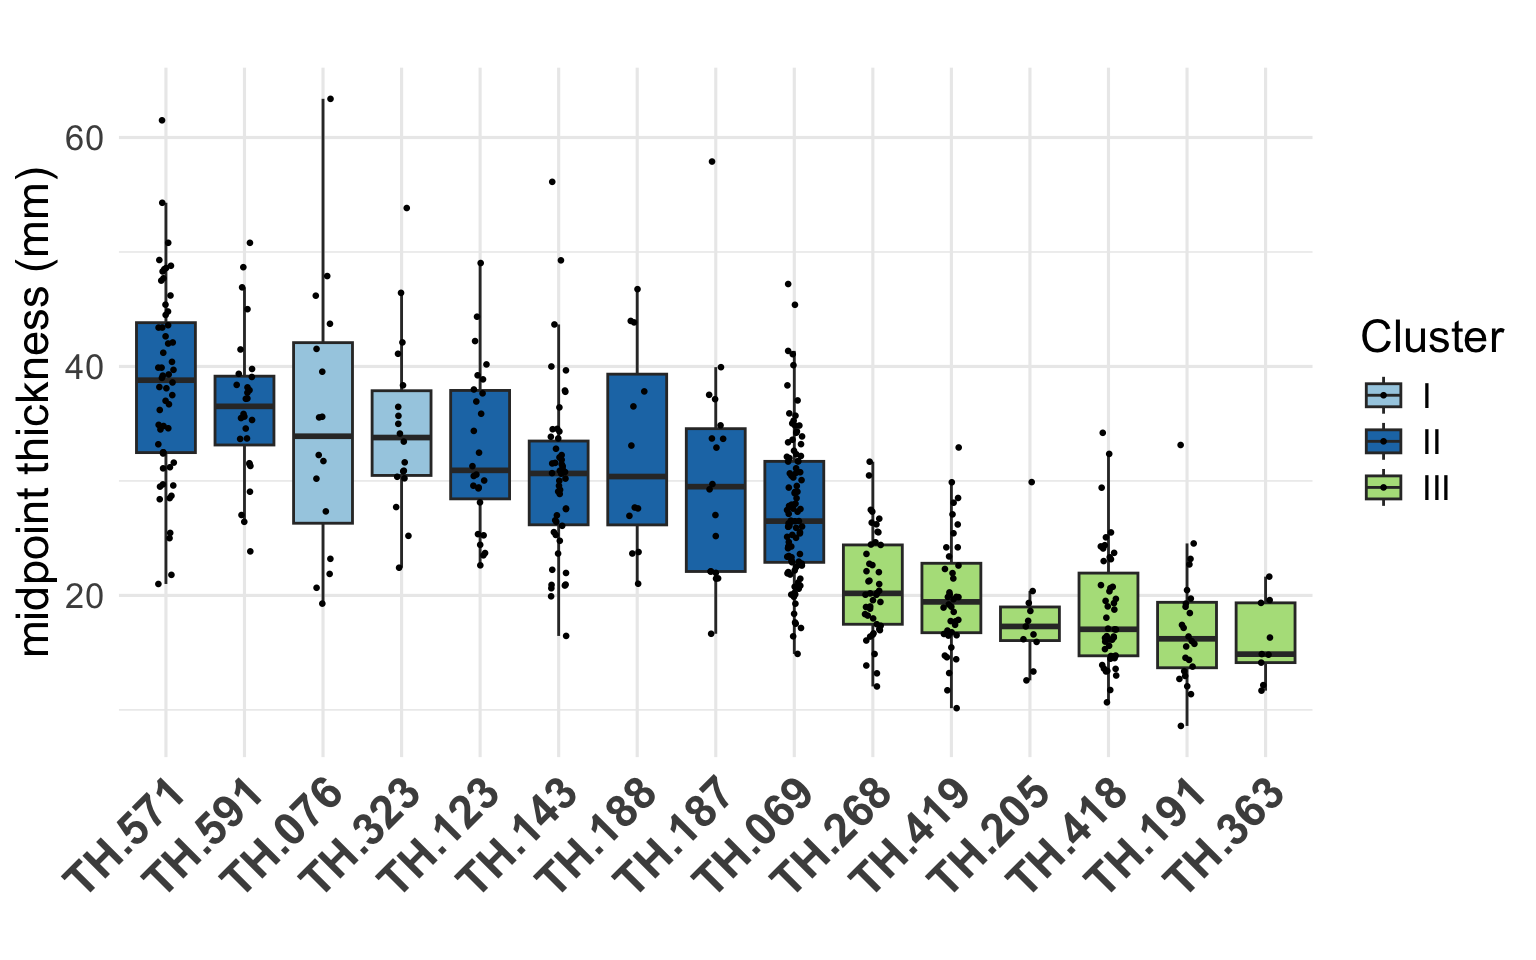 midpoint thickness (mm)
60
40
20
TH.571
TH.591
TH.076
TH.323
TH.123
TH.143
TH.188
TH.187
TH.069
TH.268
TH.419
TH.205
TH.418
TH.191
TH.363
Cluster
I
II
III